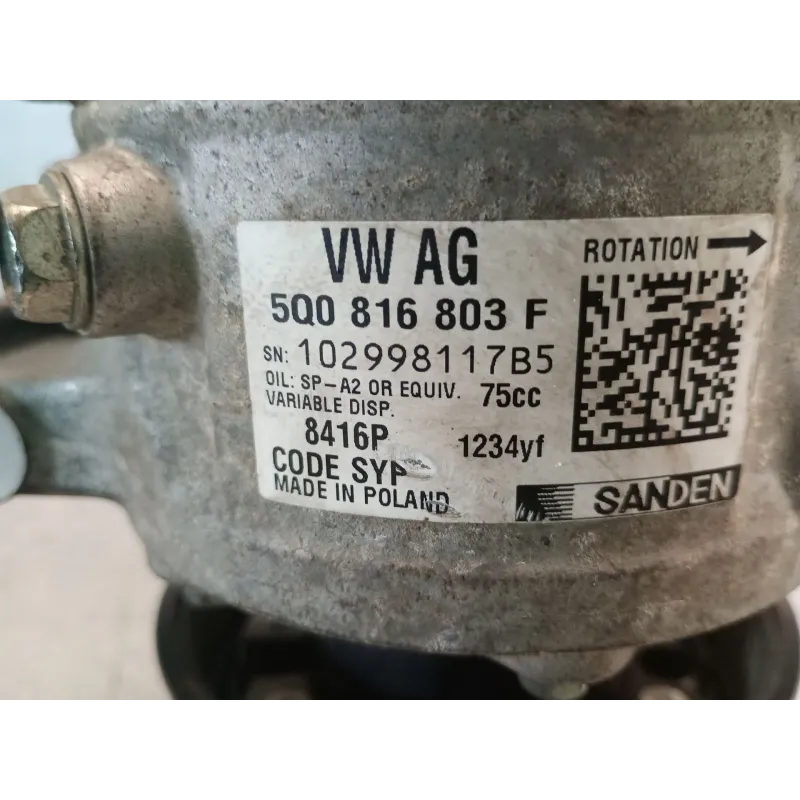 VW AG
ROTATION
5Q0 816 803 F
SN: 102998117B5
OIL: SP-A2 OR EQUIV. 75cc
VARIABLE DISP.
8416P 1234yf
CODE SYP
MADE IN POLAND
SANDEN